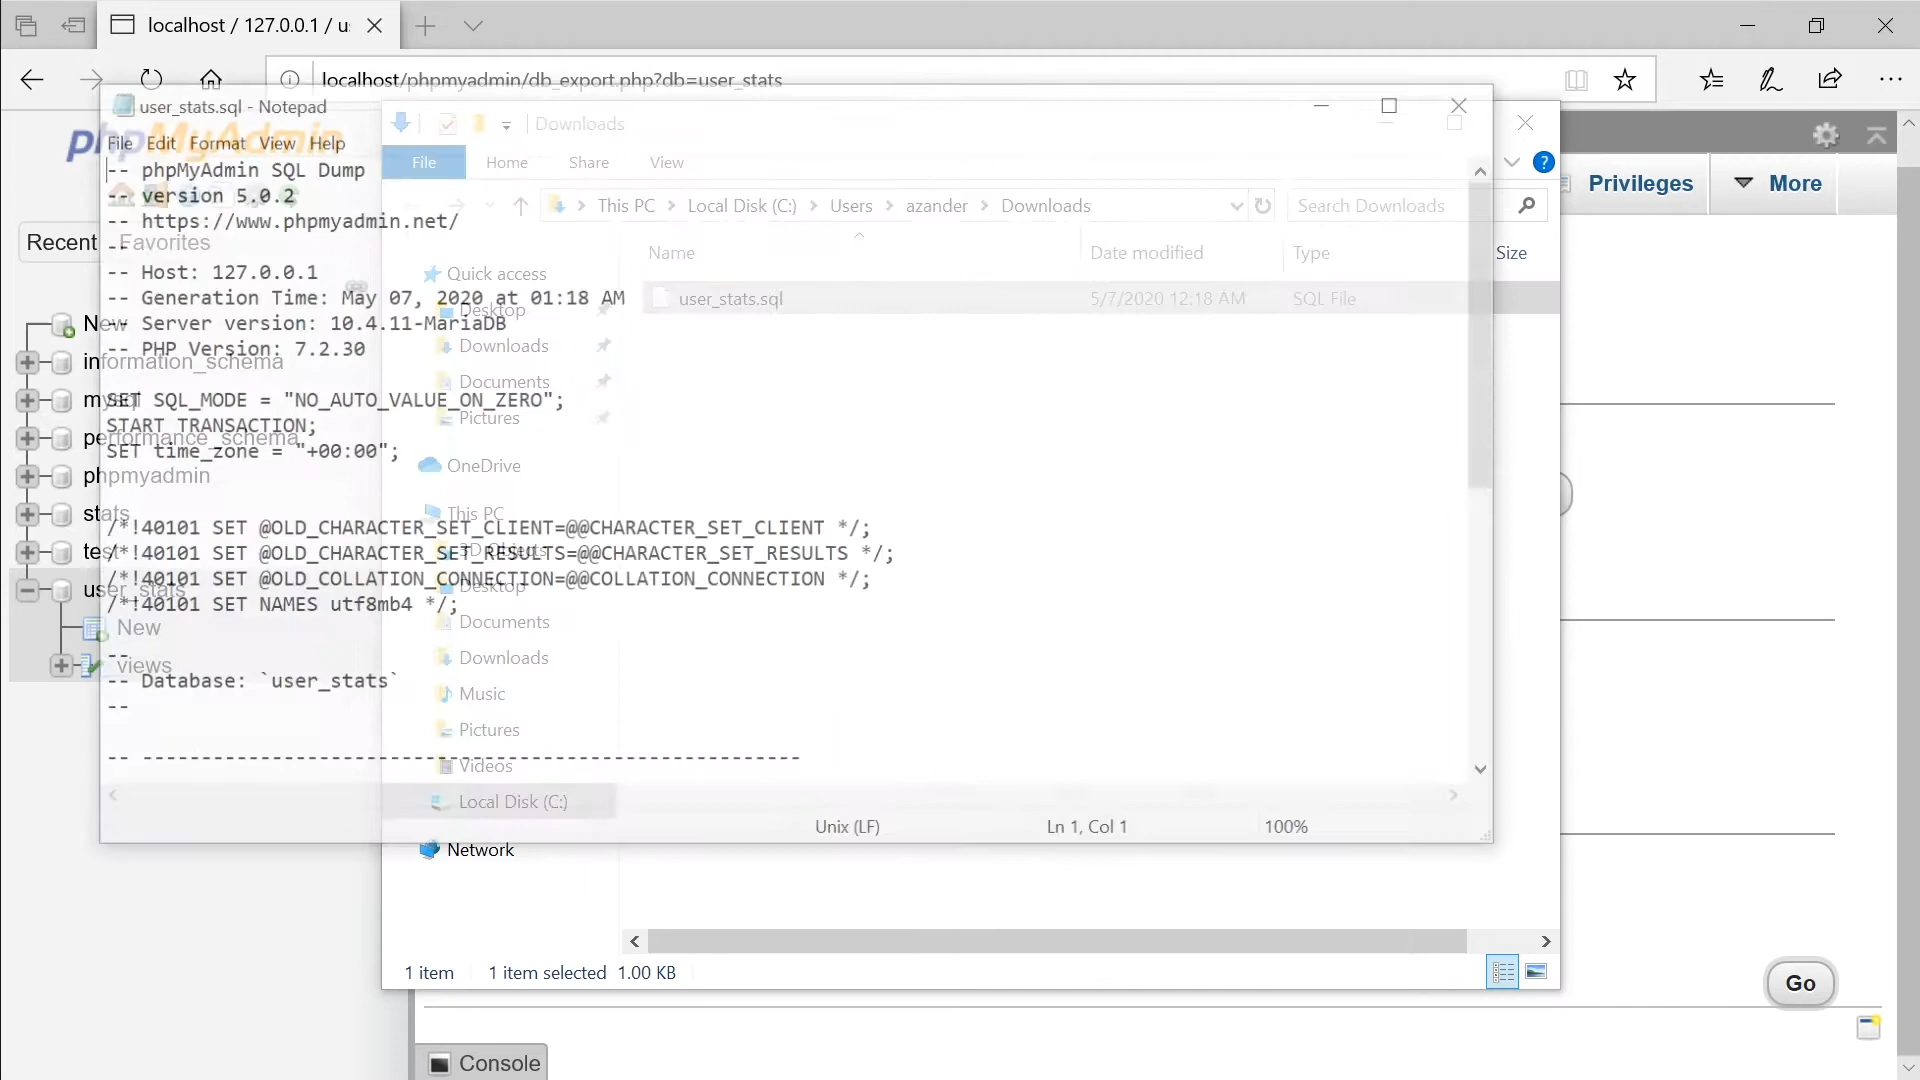 localhost / 127.0.0.1 / u
localhost/phpmyadmin/db_export.php?db=user_stats
user_stats.sql - Notepad
File Edit Format View Help
-- phpMyAdmin SQL Dump
-- version 5.0.2
-- https://www.phpmyadmin.net/
--
-- Host: 127.0.0.1
-- Generation Time: May 07, 2020 at 01:18 AM
-- Server version: 10.4.11-MariaDB
-- PHP Version: 7.2.30
SET SQL_MODE = "NO_AUTO_VALUE_ON_ZERO";
START TRANSACTION;
SET time_zone = "+00:00";
/*!40101 SET @OLD_CHARACTER_SET_CLIENT=@@CHARACTER_SET_CLIENT */;
/*!40101 SET @OLD_CHARACTER_SET_RESULTS=@@CHARACTER_SET_RESULTS */;
/*!40101 SET @OLD_COLLATION_CONNECTION=@@COLLATION_CONNECTION */;
/*!40101 SET NAMES utf8mb4 */;
--
-- Database: `user_stats`
--
-- --------------------------------------------------------
Unix (LF) Ln 1, Col 1 100%
Downloads
File Home Share View
This PC Local Disk (C:) Users azander Downloads
Search Downloads
Name Date modified Type Size
user_stats.sql 5/7/2020 12:18 AM SQL File
Quick access
Desktop
Downloads
Documents
Pictures
OneDrive
This PC
3D Objects
Desktop
Documents
Downloads
Music
Pictures
Videos
Local Disk (C:)
Network
1 item 1 item selected 1.00 KB
phpMyAdmin
Recent Favorites
New
information_schema
mysql
performance_schema
phpmyadmin
stats
test
user_stats
New
views
Privileges More
Go
Console